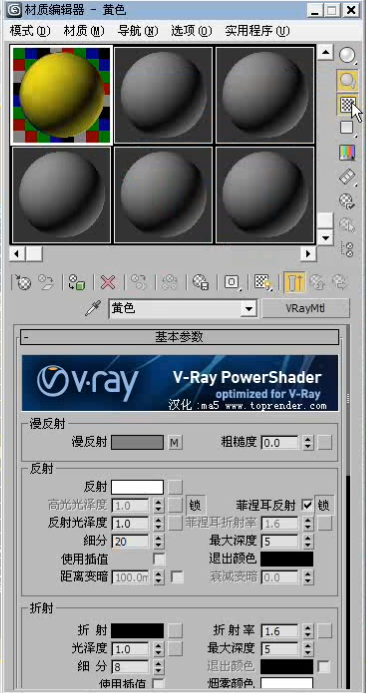 材质编辑器 - 黄色
模式(D) 材质(M) 导航(N) 选项(O) 实用程序(U)
黄色 VRayMtl
- 基本参数
v·ray V-Ray PowerShader
optimized for V-Ray
汉化:ma5 www.toprender.com
漫反射
漫反射 M 粗糙度 0.0
反射
反射
高光光泽度 1.0 锁 菲涅耳反射 锁
反射光泽度 1.0 菲涅耳折射率 1.6
细分 20 最大深度 5
使用插值 退出颜色
距离变暗 100.0m 衰减变暗 0.0
折射
折 射 折射率 1.6
光泽度 1.0 最大深度 5
细 分 8 退出颜色
使用插值 烟雾颜色